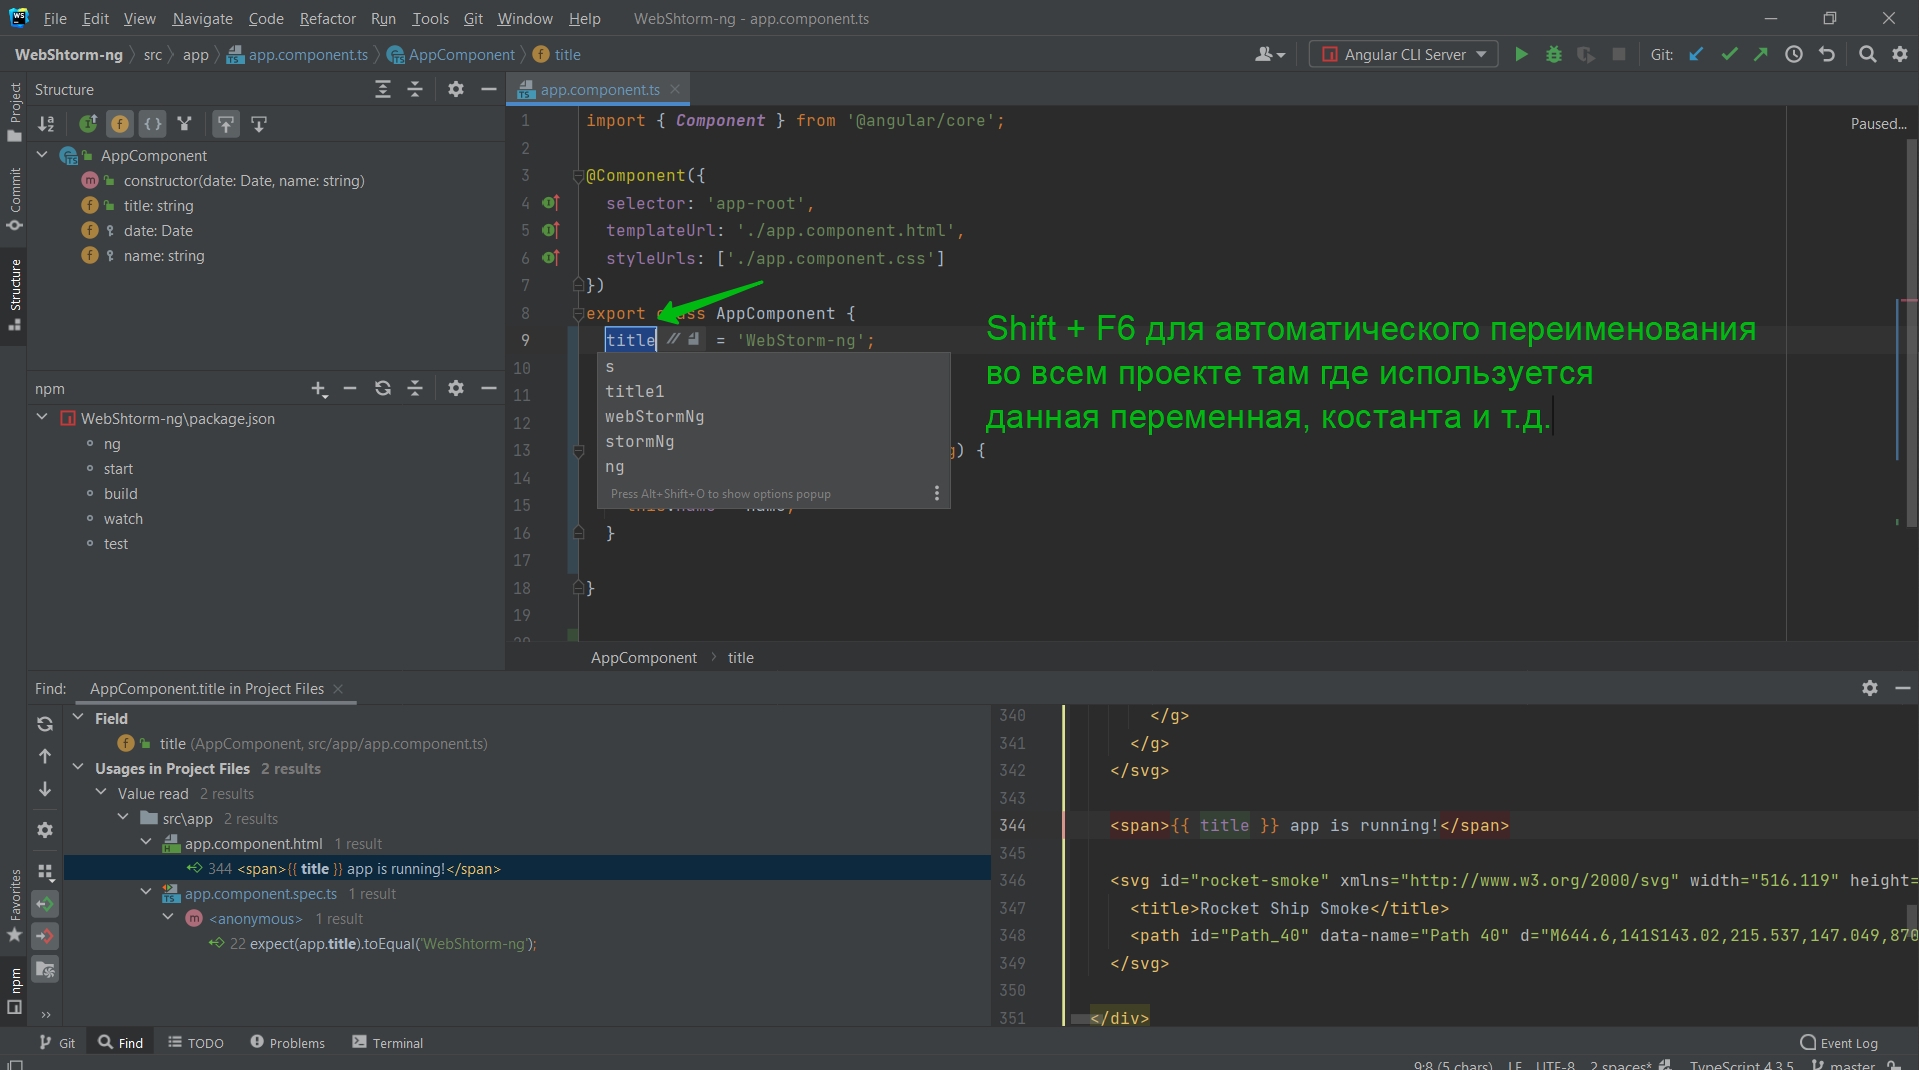 File Edit View Navigate Code Refactor Run Tools Git Window Help WebShtorm-ng - app.component.ts
WebShtorm-ng src app app.component.ts AppComponent title Angular CLI Server Git:
Project
Commit
Structure
Favorites
npm
Structure
AppComponent
constructor(date: Date, name: string)
title: string
date: Date
name: string
npm
WebShtorm-ng\package.json
ng
start
build
watch
test
app.component.ts
Paused...
1 import { Component } from '@angular/core';
2
3 @Component({
4 selector: 'app-root',
5 templateUrl: './app.component.html',
6 styleUrls: ['./app.component.css']
7 })
8 export class AppComponent {
9 title = 'WebStorm-ng';
10
11
12
13 g) {
14
15
16 }
17
18 }
19
s
title1
webStormNg
stormNg
ng
Press Alt+Shift+O to show options popup
Shift + F6 для автоматического переименования
во всем проекте там где используется
данная переменная, костанта и т.д.
AppComponent title
Find: AppComponent.title in Project Files
Field
title (AppComponent, src/app/app.component.ts)
Usages in Project Files 2 results
Value read 2 results
src\app 2 results
app.component.html 1 result
344 <span>{{ title }} app is running!</span>
app.component.spec.ts 1 result
<anonymous> 1 result
22 expect(app.title).toEqual('WebShtorm-ng');
340 </g>
341 </g>
342 </svg>
343
344 <span>{{ title }} app is running!</span>
345
346 <svg id="rocket-smoke" xmlns="http://www.w3.org/2000/svg" width="516.119" height=
347 <title>Rocket Ship Smoke</title>
348 <path id="Path_40" data-name="Path 40" d="M644.6,141S143.02,215.537,147.049,870
349 </svg>
350
351 </div>
Git Find TODO Problems Terminal Event Log
9:8 (5 chars) LF UTF-8 2 spaces* TypeScript 4.3.5 master